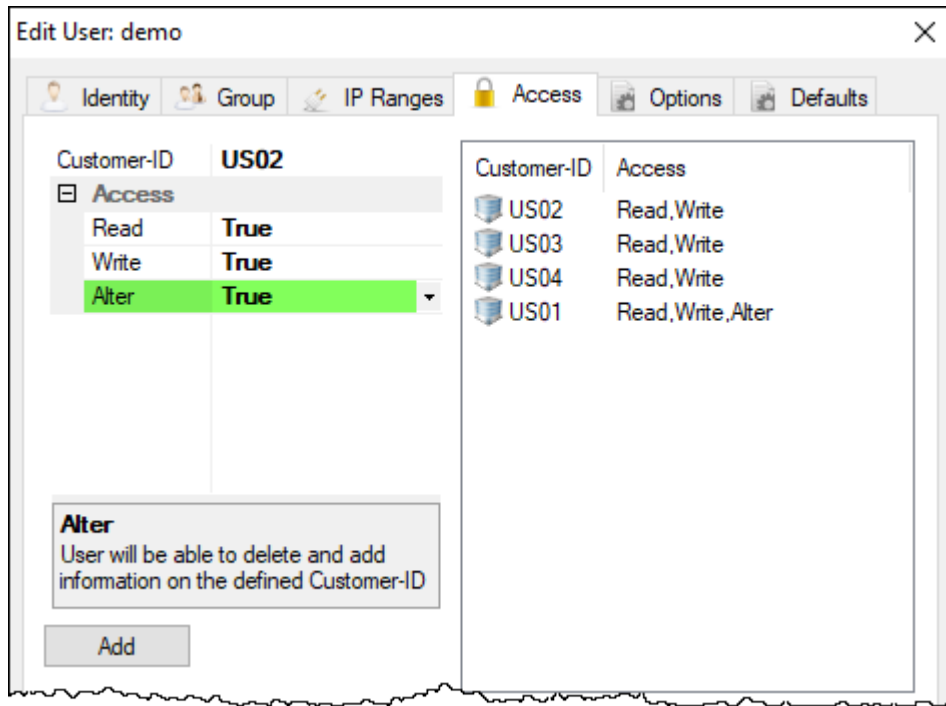 Edit User: demo
Identity Group IP Ranges Access Options Defaults
Customer-ID US02
Access
Read True
Write True
Alter True
Alter
User will be able to delete and add
information on the defined Customer-ID
Add
Customer-ID Access
US02 Read,Write
US03 Read,Write
US04 Read,Write
US01 Read,Write,Alter